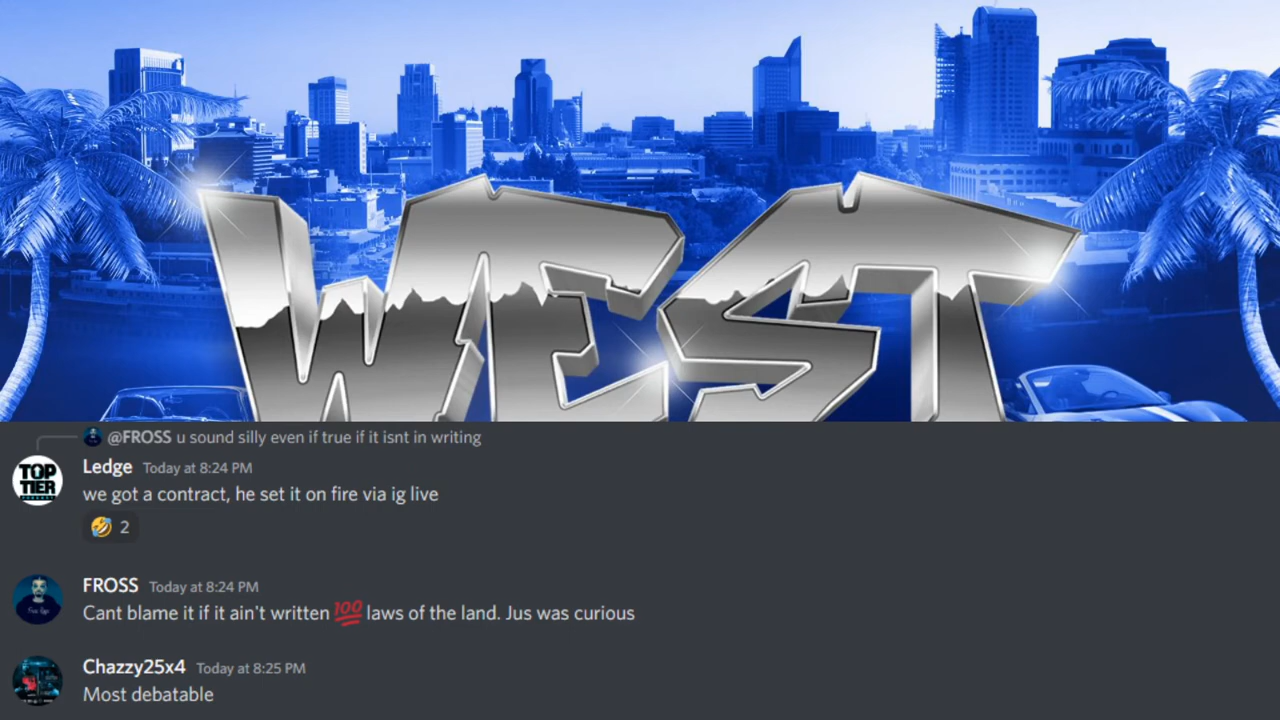 WEST
@FROSS u sound silly even if true if it isnt in writing
TOP
TIER
Ledge Today at 8:24 PM
we got a contract, he set it on fire via ig live
🤣 2
FROSS Today at 8:24 PM
Cant blame it if it ain't written 💯 laws of the land. Jus was curious
Chazzy25x4 Today at 8:25 PM
Most debatable